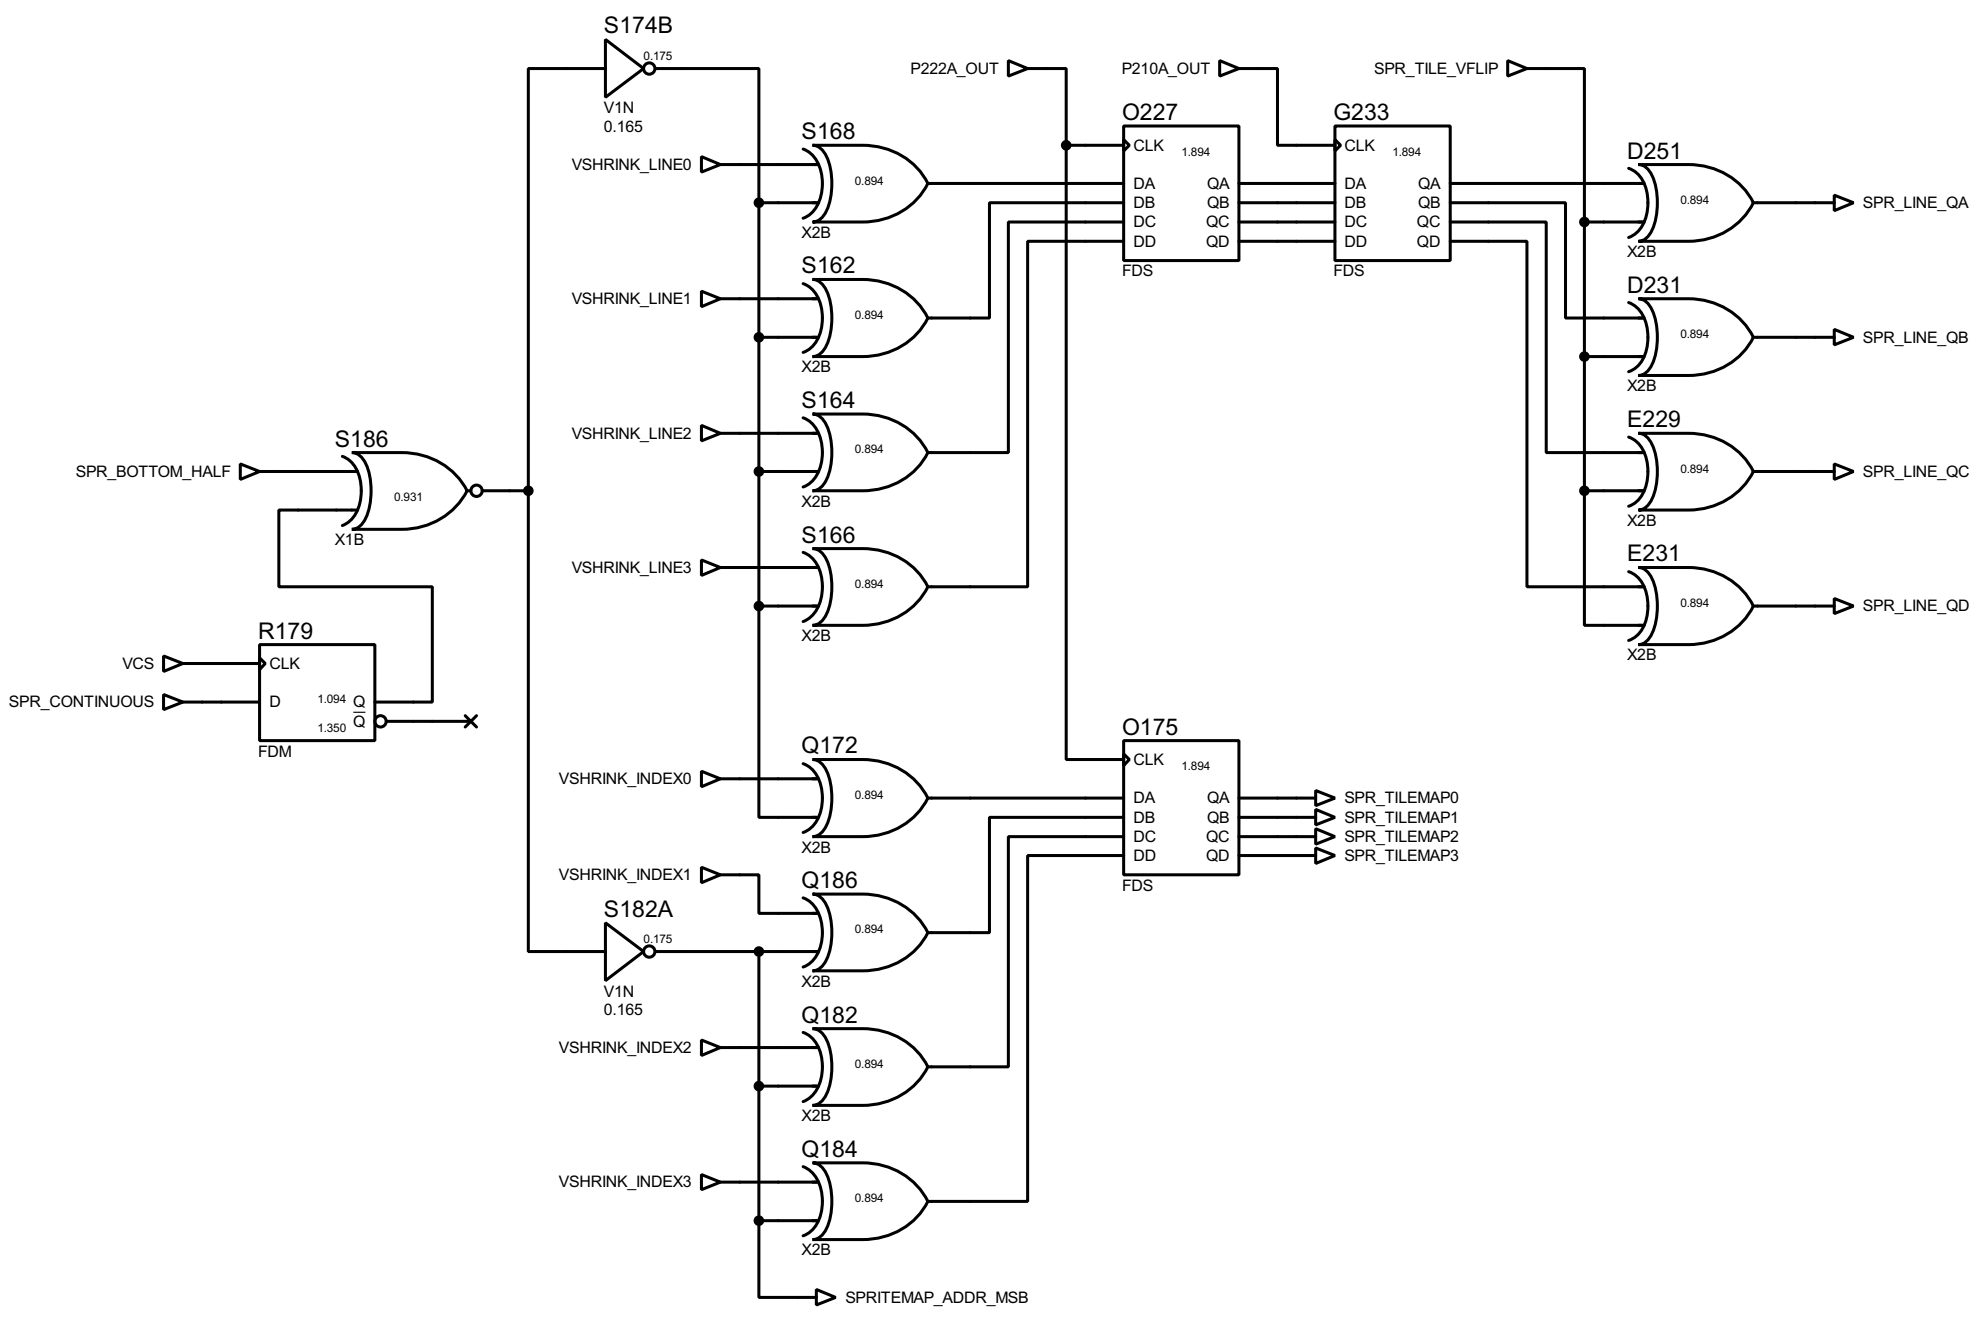 S174B
0.175
V1N
0.165
P222A_OUT
P210A_OUT
SPR_TILE_VFLIP
O227
CLK
1.894
DA QA
DB QB
DC QC
DD QD
FDS
G233
CLK
1.894
DA QA
DB QB
DC QC
DD QD
FDS
S168
VSHRINK_LINE0
0.894
X2B
D251
0.894
SPR_LINE_QA
X2B
S162
VSHRINK_LINE1
0.894
X2B
D231
0.894
SPR_LINE_QB
X2B
S164
VSHRINK_LINE2
0.894
X2B
E229
0.894
SPR_LINE_QC
X2B
S186
SPR_BOTTOM_HALF
0.931
X1B
S166
VSHRINK_LINE3
0.894
X2B
E231
0.894
SPR_LINE_QD
X2B
R179
VCS
CLK
SPR_CONTINUOUS
D
1.094 Q
1.350 Q
FDM
Q172
VSHRINK_INDEX0
0.894
X2B
O175
CLK
1.894
DA QA SPR_TILEMAP0
DB QB SPR_TILEMAP1
DC QC SPR_TILEMAP2
DD QD SPR_TILEMAP3
FDS
VSHRINK_INDEX1
Q186
0.894
X2B
S182A
0.175
V1N
0.165
Q182
VSHRINK_INDEX2
0.894
X2B
Q184
VSHRINK_INDEX3
0.894
X2B
SPRITEMAP_ADDR_MSB